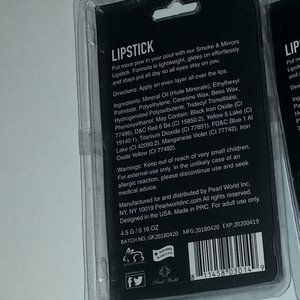 LIPSTICK
Put more pow in your pout with our Smoke & Mirrors
Lipstick. Formula is lightweight, glides on effortlessly
and stays put all day so all eyes stay on you.
Directions: Apply an even layer all over the lips.
Ingredients: Mineral Oil (Huile Minerale), Ethylhexyl
Palmitate, Polyethylene, Ceresine Wax, Bees Wax,
Hydrogenated Polyisobutene, Tridecyl Trimellitate,
Phenoxyethanol. May Contain: Black Iron Oxide (CI
77499), D&C Red 6 Ba. (CI 15850:2), Yellow 5 Al Lake (CI
19140:1), Titanium Dioxide (CI 77891), FD&C Blue 1 Al
Lake (CI 42090:2), Manganese Violet (CI 77742), Iron
Oxide Yellow (CI 77492).
Warnings: Keep out of reach of very small children.
For external use only. In the unlikely case of an
allergic reaction, please discontinue use and seek
medical advice.
Manufactured for and distributed by Pearl World Inc.
NY, NY 10019 Pearlworldinc.com All Rights Reserved.
Designed in the USA. Made in PRC. For adult use only.
4.5 G / 0.16 OZ
BATCH NO.:GF20180420 MFG:20180420 EXP:20200419
Pearl World